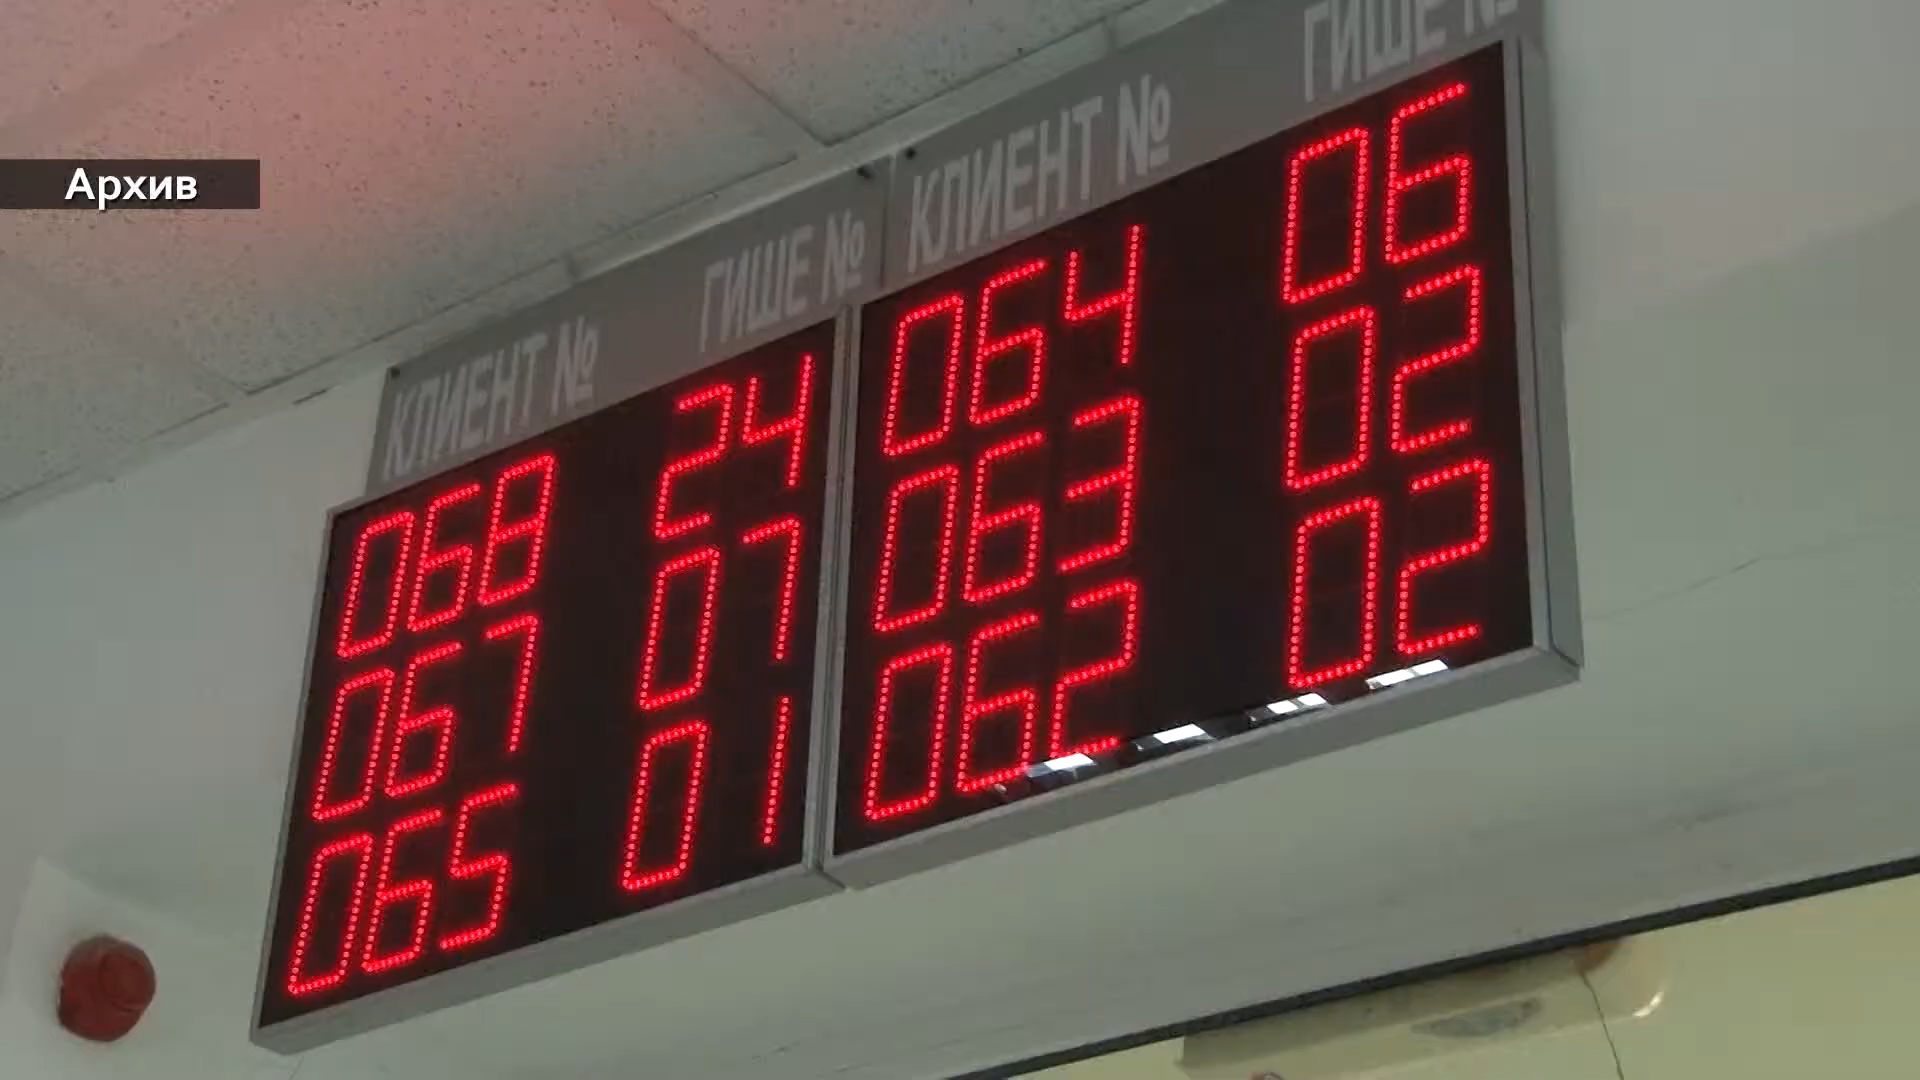 Архив
КЛИЕНТ № ГИШЕ №
068 24
067 07
065 01
КЛИЕНТ № ГИШЕ №
064 06
063 02
062 02